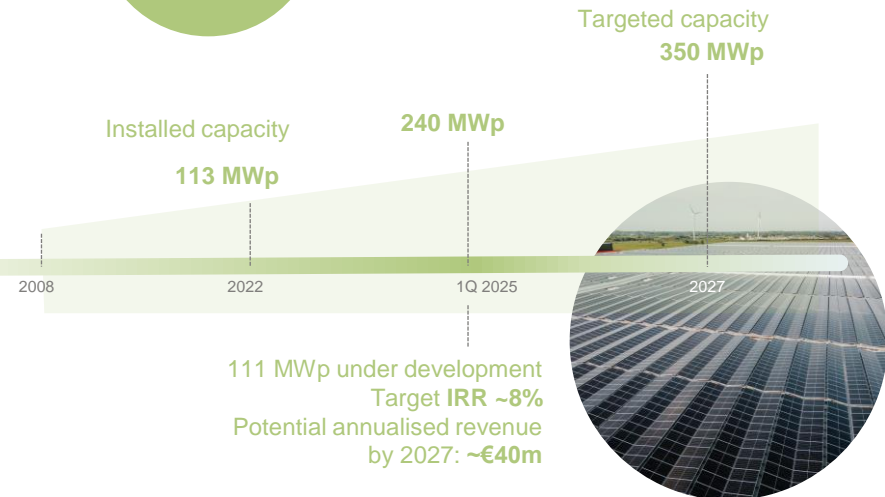 Targeted capacity
350 MWp
Installed capacity
113 MWp
240 MWp
2008
2022
1Q 2025
2027
111 MWp under development
Target IRR ~8%
Potential annualised revenue
by 2027: ~€40m